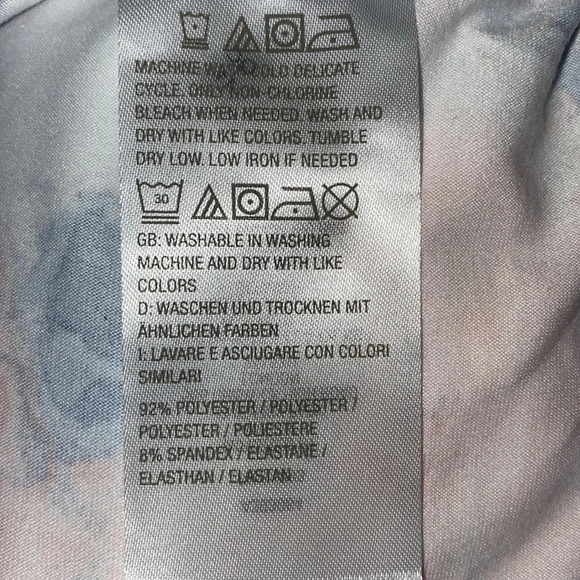 MACHINE WASH COLD DELICATE
CYCLE. ONLY NON-CHLORINE
BLEACH WHEN NEEDED. WASH AND
DRY WITH LIKE COLORS. TUMBLE
DRY LOW. LOW IRON IF NEEDED
30
GB: WASHABLE IN WASHING
MACHINE AND DRY WITH LIKE
COLORS
D: WASCHEN UND TROCKNEN MIT
ÄHNLICHEN FARBEN
I: LAVARE E ASCIUGARE CON COLORI
SIMILARI
92% POLYESTER / POLYESTER /
POLYESTER / POLIESTERE
8% SPANDEX / ELASTANE /
ELASTHAN / ELASTAN